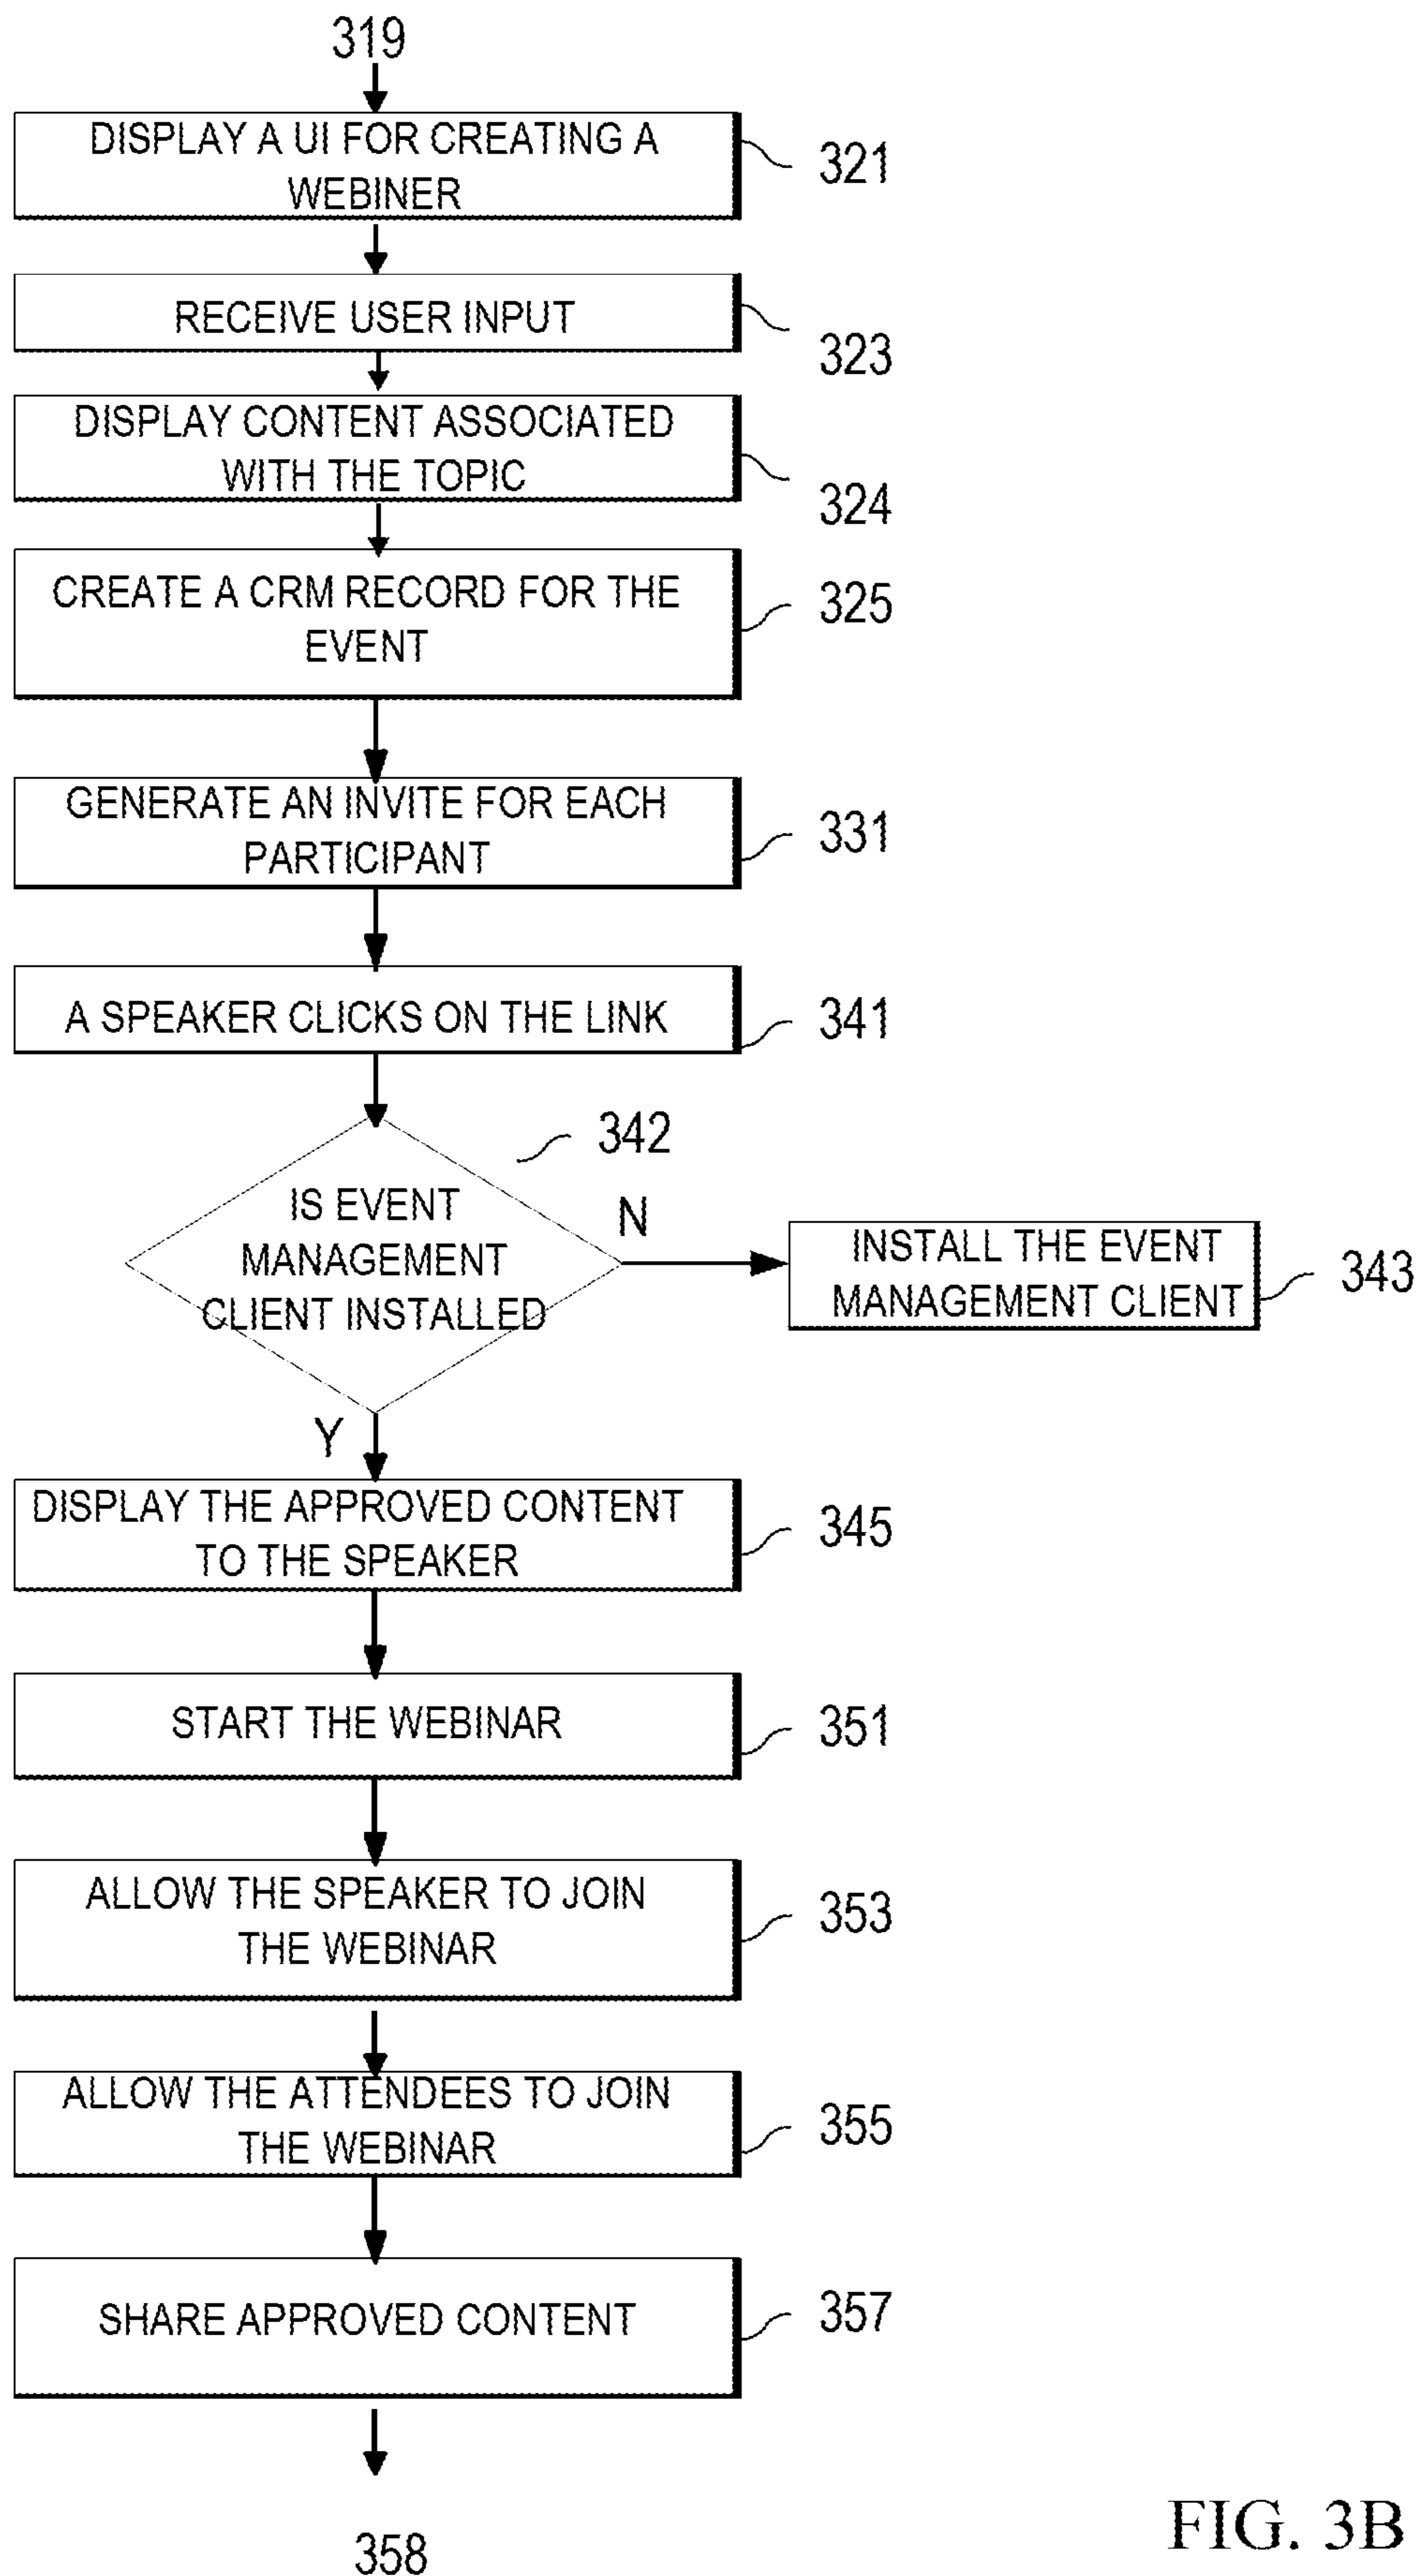 319
DISPLAY A UI FOR CREATING A
WEBINER
321
RECEIVE USER INPUT
323
DISPLAY CONTENT ASSOCIATED
WITH THE TOPIC
324
CREATE A CRM RECORD FOR THE
EVENT
325
GENERATE AN INVITE FOR EACH
PARTICIPANT
331
A SPEAKER CLICKS ON THE LINK
341
342
IS EVENT
MANAGEMENT
CLIENT INSTALLED
N
INSTALL THE EVENT
MANAGEMENT CLIENT
343
Y
DISPLAY THE APPROVED CONTENT
TO THE SPEAKER
345
START THE WEBINAR
351
ALLOW THE SPEAKER TO JOIN
THE WEBINAR
353
ALLOW THE ATTENDEES TO JOIN
THE WEBINAR
355
SHARE APPROVED CONTENT
357
358
FIG. 3B